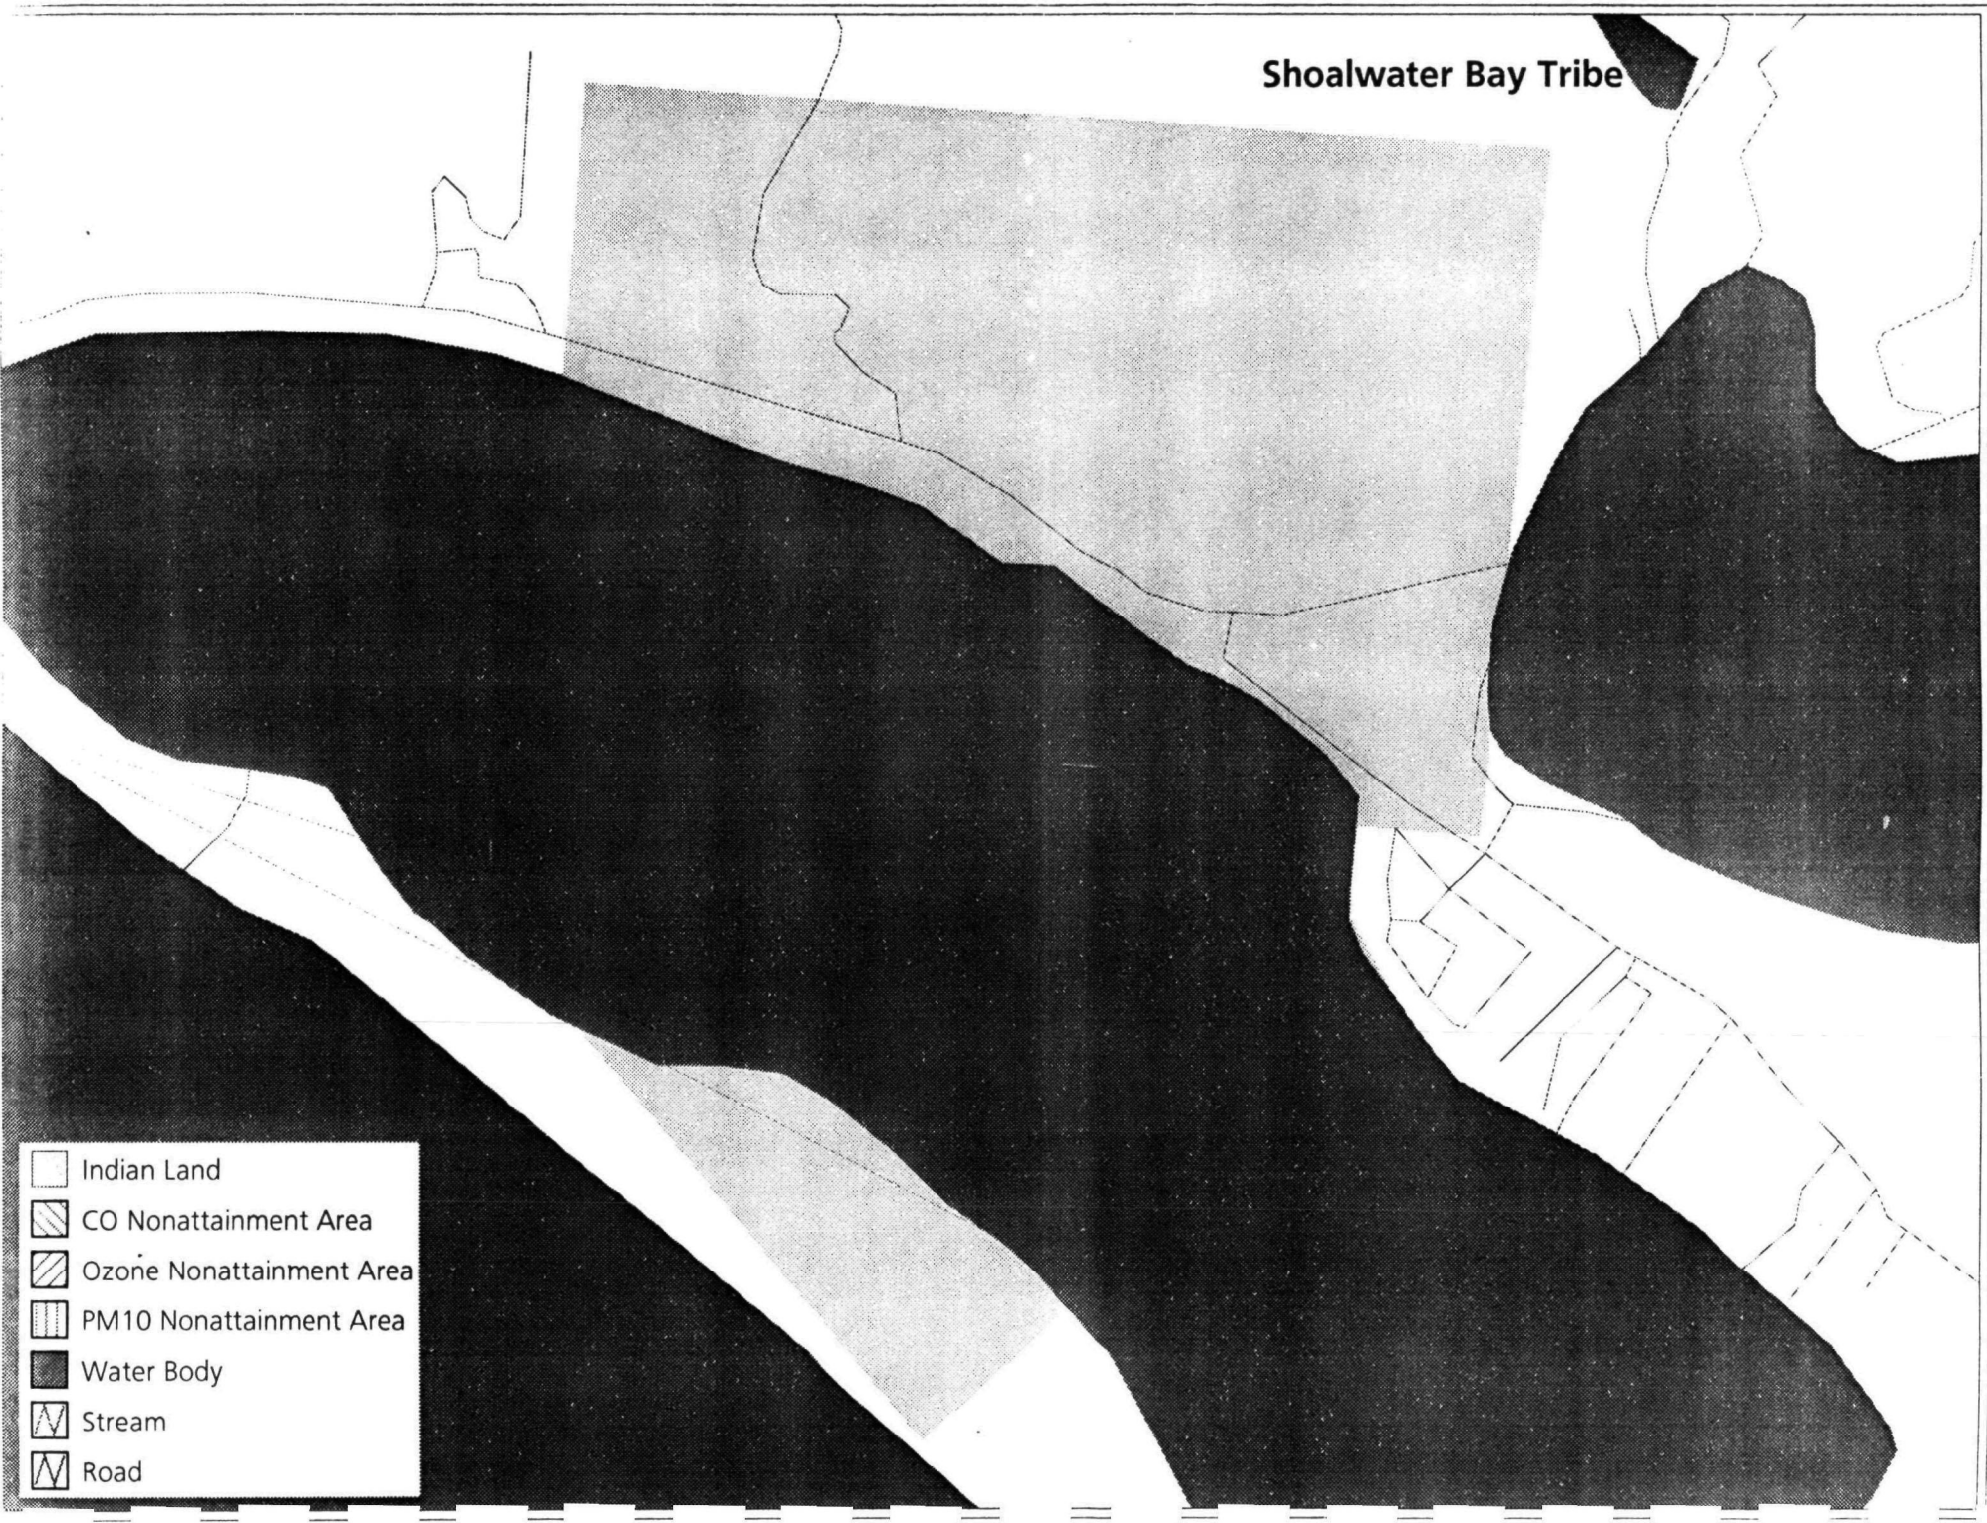 Shoalwater Bay Tribe
Indian Land
CO Nonattainment Area
Ozone Nonattainment Area
PM10 Nonattainment Area
Water Body
Stream
Road